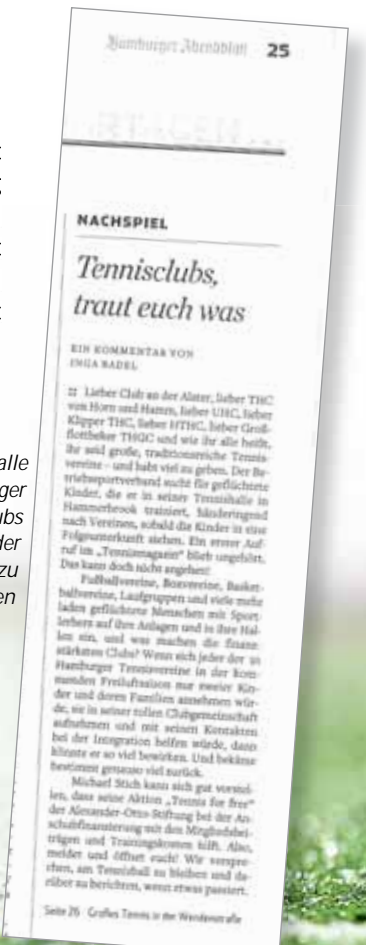 Hamburger Abendblatt 25
NACHSPIEL
Tennisclubs,
traut euch was
EIN KOMMENTAR VON
INGA RADEL
Lieber Club an der Alster, lieber THC
von Horn und Hamm, lieber UHC, lieber
Klipper THC, lieber HTHC, lieber Groß-
flottbeker THGC und wie ihr alle heißt,
ihr seid große, traditionsreiche Tennis-
vereine – und habt viel zu geben. Der Be-
triebssportverband sucht für geflüchtete
Kinder, die er in seiner Tennishalle in
Hammerbrook trainiert, händeringend
nach Vereinen, sobald die Kinder in eine
Folgeunterkunft ziehen. Ein erster Auf-
ruf im „Tennismagazin“ blieb ungehört.
Das kann doch nicht angehen!
Fußballvereine, Boxvereine, Basket-
ballvereine, Laufgruppen und viele mehr
laden geflüchtete Menschen mit Sport-
lerherz auf ihre Anlagen und in ihre Hal-
len ein, und was machen die finanz-
stärksten Clubs? Wenn sich jeder der
Hamburger Tennisvereine in der kom-
menden Freiluftsaison nur zweier Kin-
der und deren Familien annehmen wür-
de, sie in seiner tollen Clubgemeinschaft
aufnehmen und mit seinen Kontakten
bei der Integration helfen würde, dann
könnte er so viel bewirken. Und bekäme
bestimmt genauso viel zurück.
Michael Stich kann sich gut vorstel-
len, dass seine Aktion „Tennis for free“
der Alexander-Otto-Stiftung bei der An-
schubfinanzierung mit den Mitgliedsbei-
trägen und Trainingskosten hilft. Also,
meldet und öffnet euch! Wir verspre-
chen, am Tennisball zu bleiben und da-
rüber zu berichten, wenn etwas passiert.
Seite 26 Großes Tennis in der Wendenstraße
alle
ger
ubs
der
zu
en